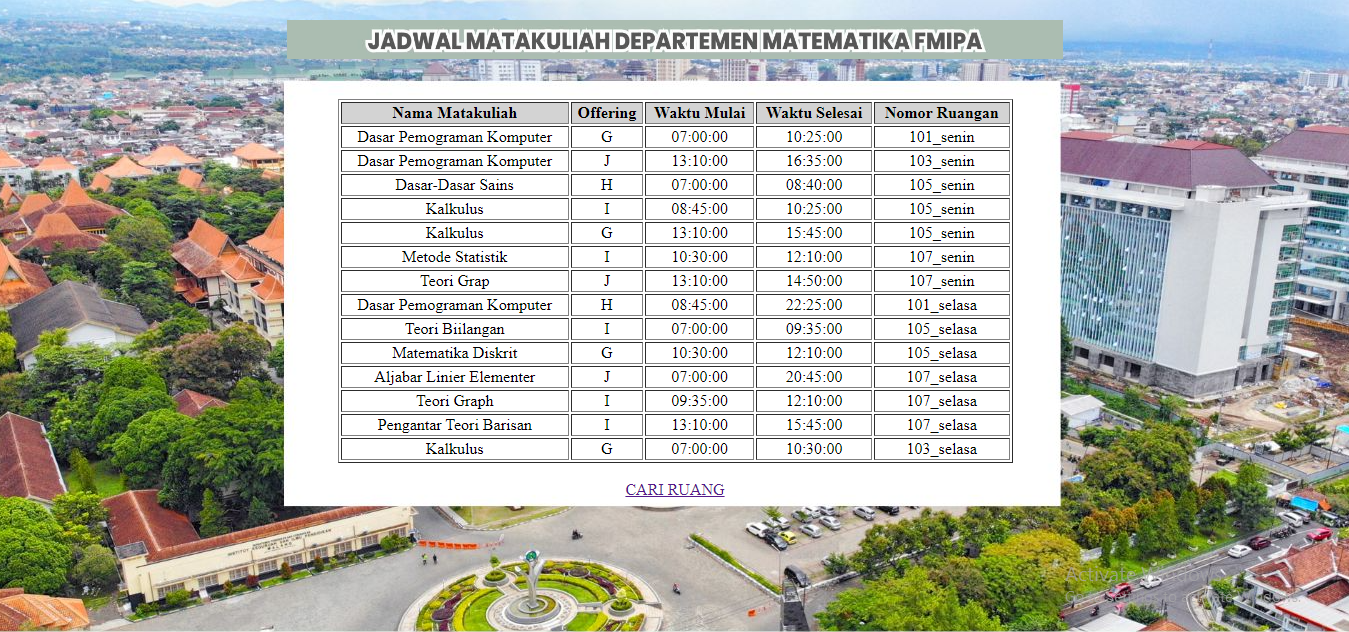 JADWAL MATAKULIAH DEPARTEMEN MATEMATIKA FMIPA
Nama Matakuliah Offering Waktu Mulai Waktu Selesai Nomor Ruangan
Dasar Pemograman Komputer G 07:00:00 10:25:00 101_senin
Dasar Pemograman Komputer J 13:10:00 16:35:00 103_senin
Dasar-Dasar Sains H 07:00:00 08:40:00 105_senin
Kalkulus I 08:45:00 10:25:00 105_senin
Kalkulus G 13:10:00 15:45:00 105_senin
Metode Statistik I 10:30:00 12:10:00 107_senin
Teori Grap J 13:10:00 14:50:00 107_senin
Dasar Pemograman Komputer H 08:45:00 22:25:00 101_selasa
Teori Biilangan I 07:00:00 09:35:00 105_selasa
Matematika Diskrit G 10:30:00 12:10:00 105_selasa
Aljabar Linier Elementer J 07:00:00 20:45:00 107_selasa
Teori Graph I 09:35:00 12:10:00 107_selasa
Pengantar Teori Barisan I 13:10:00 15:45:00 107_selasa
Kalkulus G 07:00:00 10:30:00 103_selasa
CARI RUANG